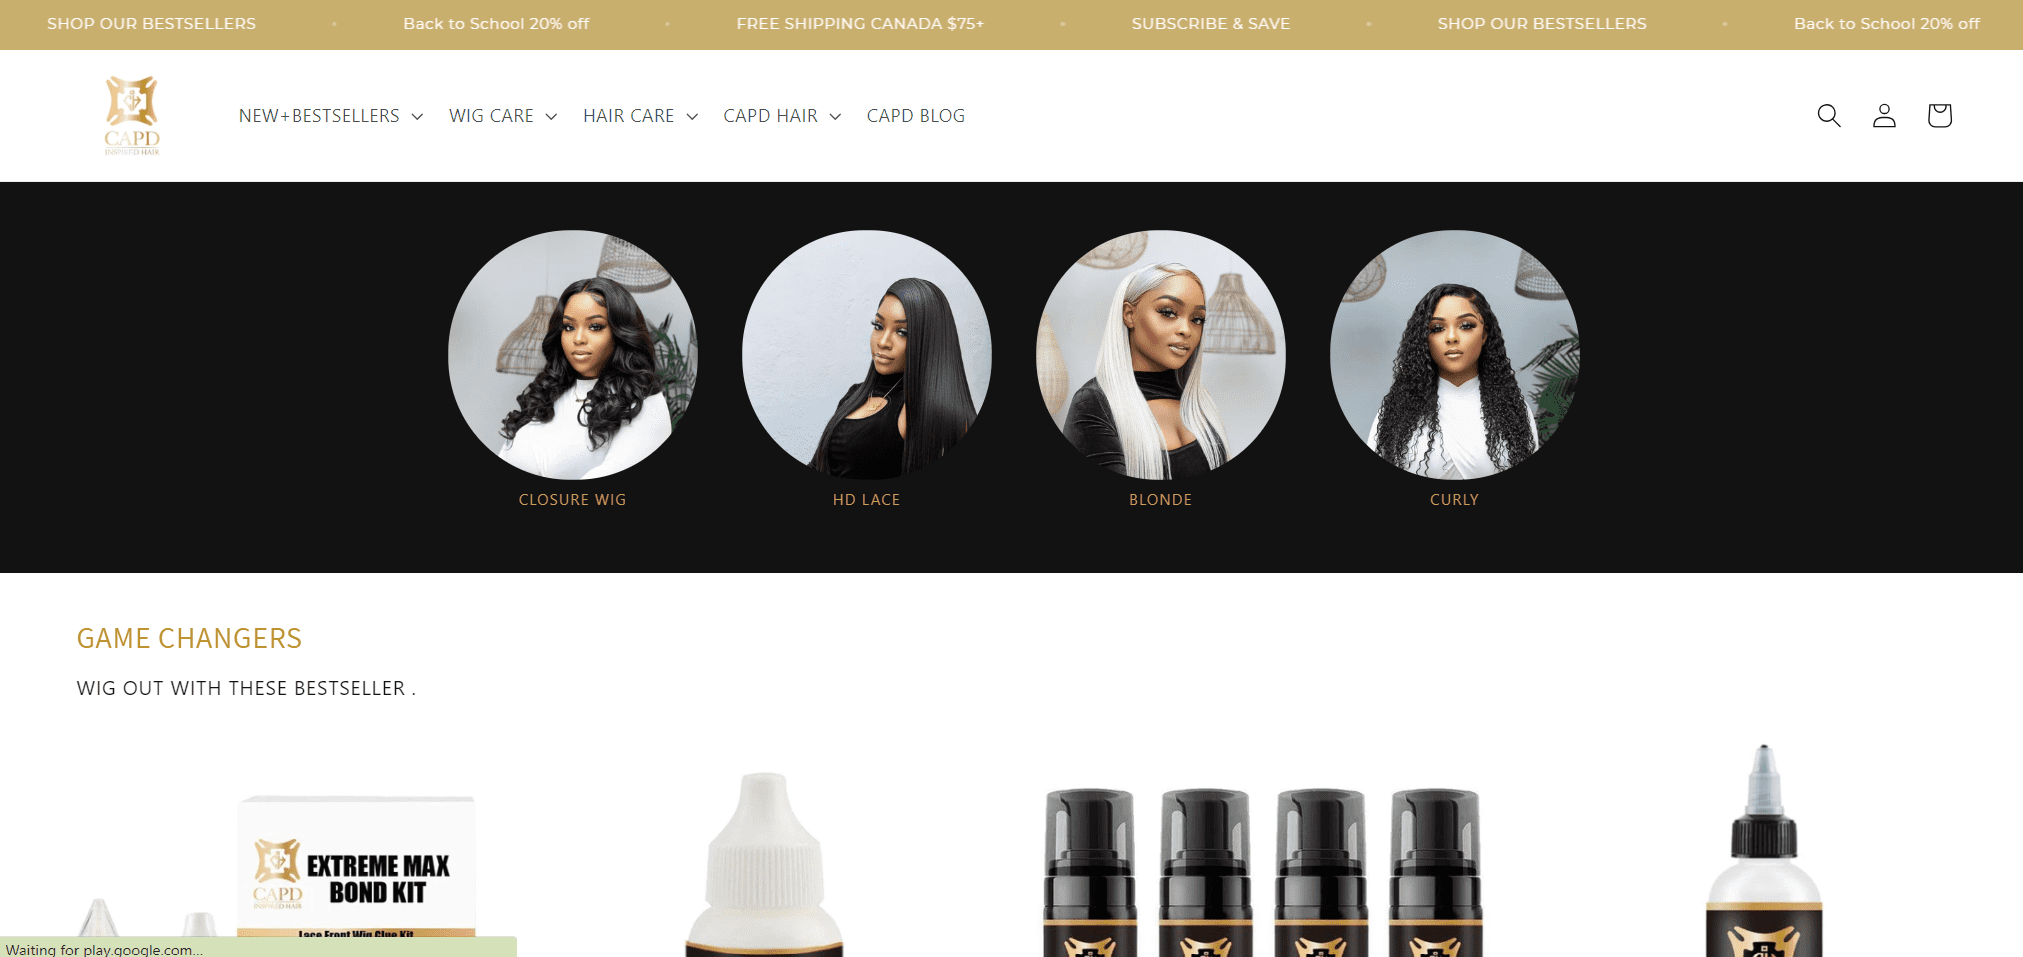 SHOP OUR BESTSELLERS • Back to School 20% off • FREE SHIPPING CANADA $75+ • SUBSCRIBE & SAVE • SHOP OUR BESTSELLERS • Back to School 20% off
CAPD
INSPIRED HAIR
NEW+BESTSELLERS WIG CARE HAIR CARE CAPD HAIR CAPD BLOG
CLOSURE WIG HD LACE BLONDE CURLY
GAME CHANGERS
WIG OUT WITH THESE BESTSELLER .
CAPD
INSPIRED HAIR
EXTREME MAX
BOND KIT
Lace Front Wig Glue Kit
Waiting for play.google.com...